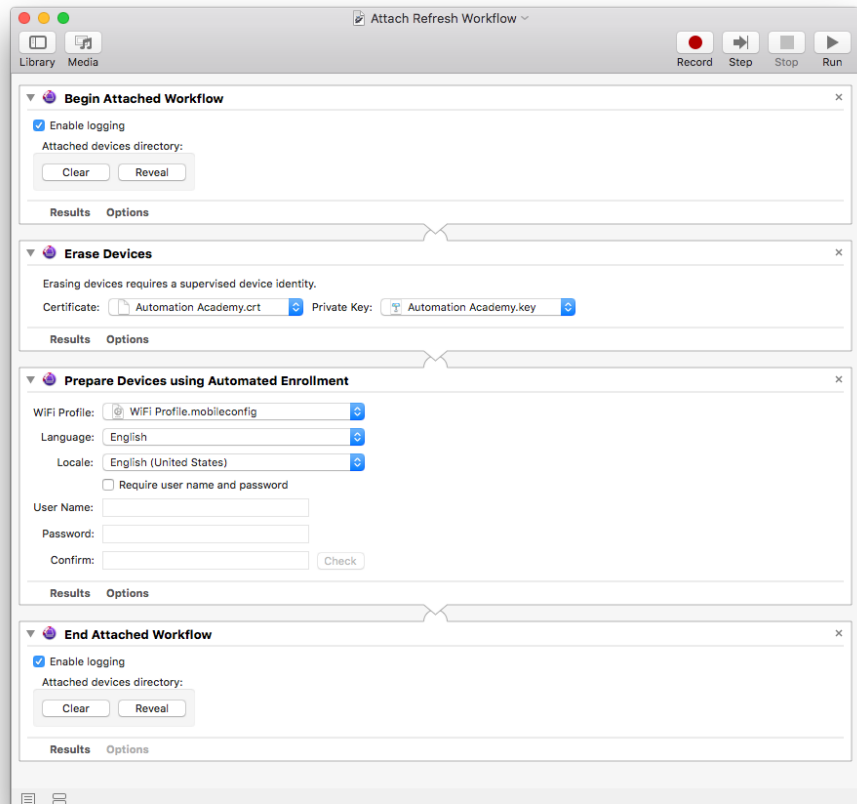 Attach Refresh Workflow
Library Media Record Step Stop Run
Begin Attached Workflow
Enable logging
Attached devices directory:
Clear Reveal
Results Options
Erase Devices
Erasing devices requires a supervised device identity.
Certificate: Automation Academy.crt Private Key: Automation Academy.key
Results Options
Prepare Devices using Automated Enrollment
WiFi Profile: WiFi Profile.mobileconfig
Language: English
Locale: English (United States)
Require user name and password
User Name:
Password:
Confirm: Check
Results Options
End Attached Workflow
Enable logging
Attached devices directory:
Clear Reveal
Results Options